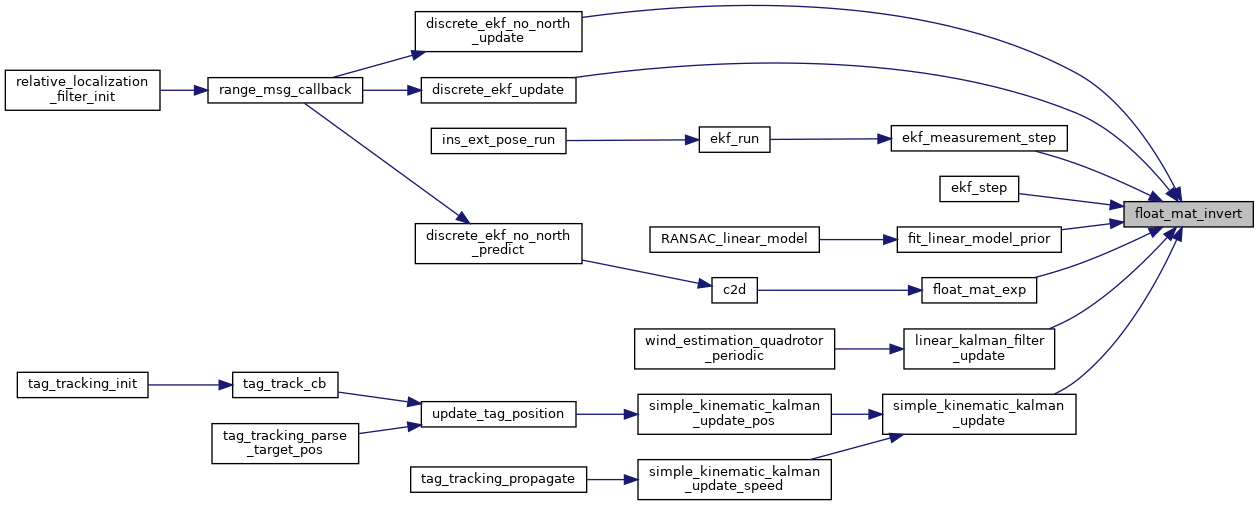 discrete_ekf_no_north
_update
relative_localization
_filter_init
range_msg_callback
discrete_ekf_update
ins_ext_pose_run
ekf_run
ekf_measurement_step
ekf_step
float_mat_invert
RANSAC_linear_model
fit_linear_model_prior
discrete_ekf_no_north
_predict
c2d
float_mat_exp
wind_estimation_quadrotor
_periodic
linear_kalman_filter
_update
tag_tracking_init
tag_track_cb
update_tag_position
simple_kinematic_kalman
_update_pos
simple_kinematic_kalman
_update
tag_tracking_parse
_target_pos
tag_tracking_propagate
simple_kinematic_kalman
_update_speed